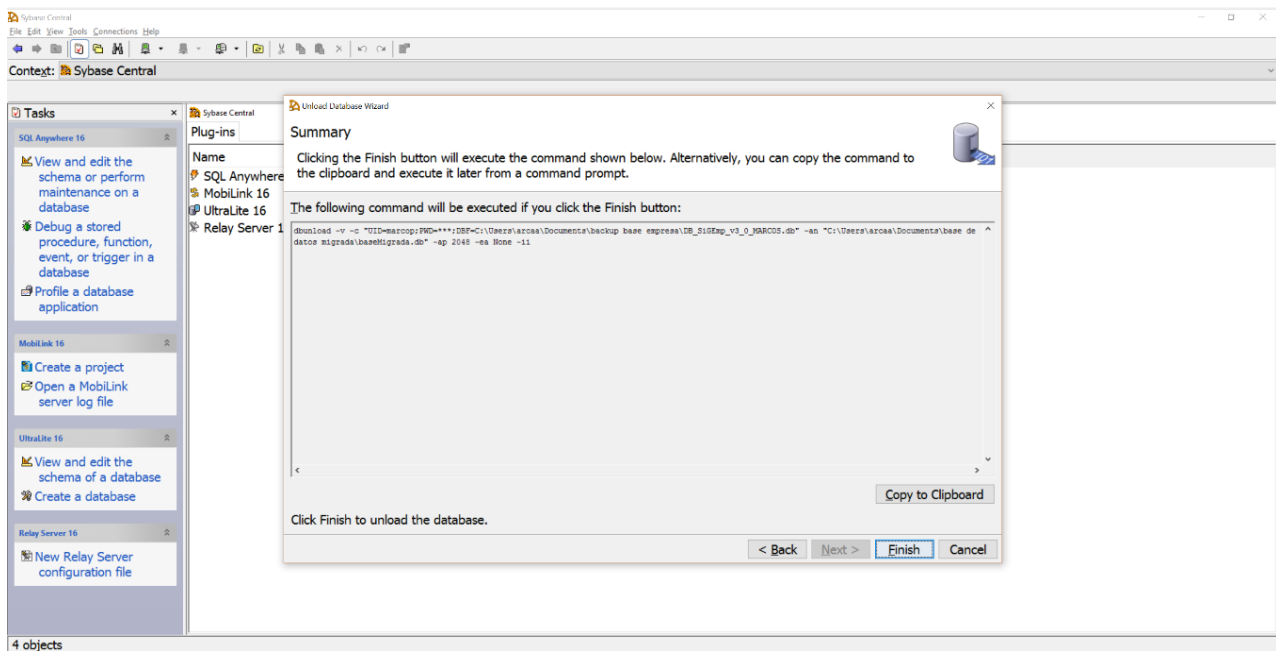 Sybase Central
File Edit View Tools Connections Help
Context: Sybase Central
Tasks
SQL Anywhere 16
View and edit the
schema or perform
maintenance on a
database
Debug a stored
procedure, function,
event, or trigger in a
database
Profile a database
application
MobiLink 16
Create a project
Open a MobiLink
server log file
UltraLite 16
View and edit the
schema of a database
Create a database
Relay Server 16
New Relay Server
configuration file
Sybase Central
Plug-ins
Name
SQL Anywhere
MobiLink 16
UltraLite 16
Relay Server 1
Unload Database Wizard
Summary
Clicking the Finish button will execute the command shown below. Alternatively, you can copy the command to
the clipboard and execute it later from a command prompt.
The following command will be executed if you click the Finish button:
dbunload -v -c "UID=marcop;PWD=***;DBF=C:\Users\arcaa\Documents\backup base empresa\DB_SiGEmp_v3_0_MARCOS.db" -an "C:\Users\arcaa\Documents\base de
datos migrada\baseMigrada.db" -ap 2048 -ea None -ii
Copy to Clipboard
Click Finish to unload the database.
< Back Next > Finish Cancel
4 objects